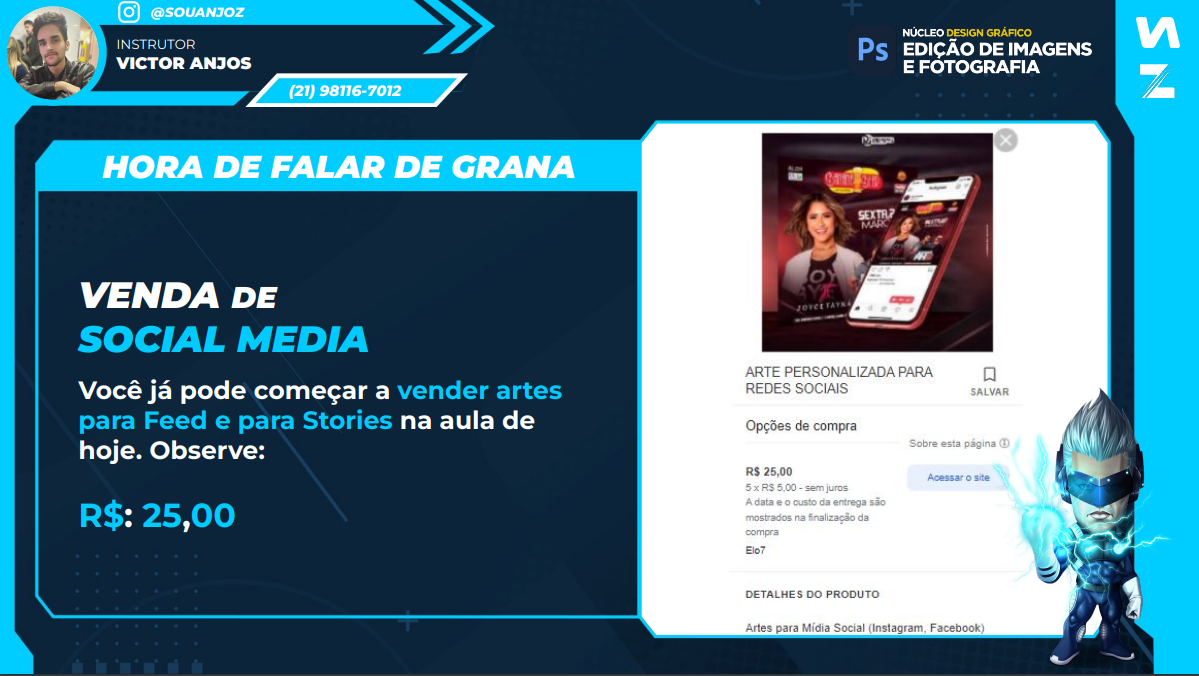 @SOUANJOZ
INSTRUTOR
VICTOR ANJOS
(21) 98116-7012
Ps
NÚCLEO DESIGN GRÁFICO
EDIÇÃO DE IMAGENS
E FOTOGRAFIA
HORA DE FALAR DE GRANA
VENDA DE
SOCIAL MEDIA
Você já pode começar a vender artes
para Feed e para Stories na aula de
hoje. Observe:
R$: 25,00
SEXTA
MAR
ARTE PERSONALIZADA PARA
REDES SOCIAIS
SALVAR
Opções de compra
Sobre esta página
R$ 25,00
5 x R$ 5,00 - sem juros
Acessar o site
A data e o custo da entrega são
mostrados na finalização da
compra
Elo7
DETALHES DO PRODUTO
Artes para Mídia Social (Instagram, Facebook)